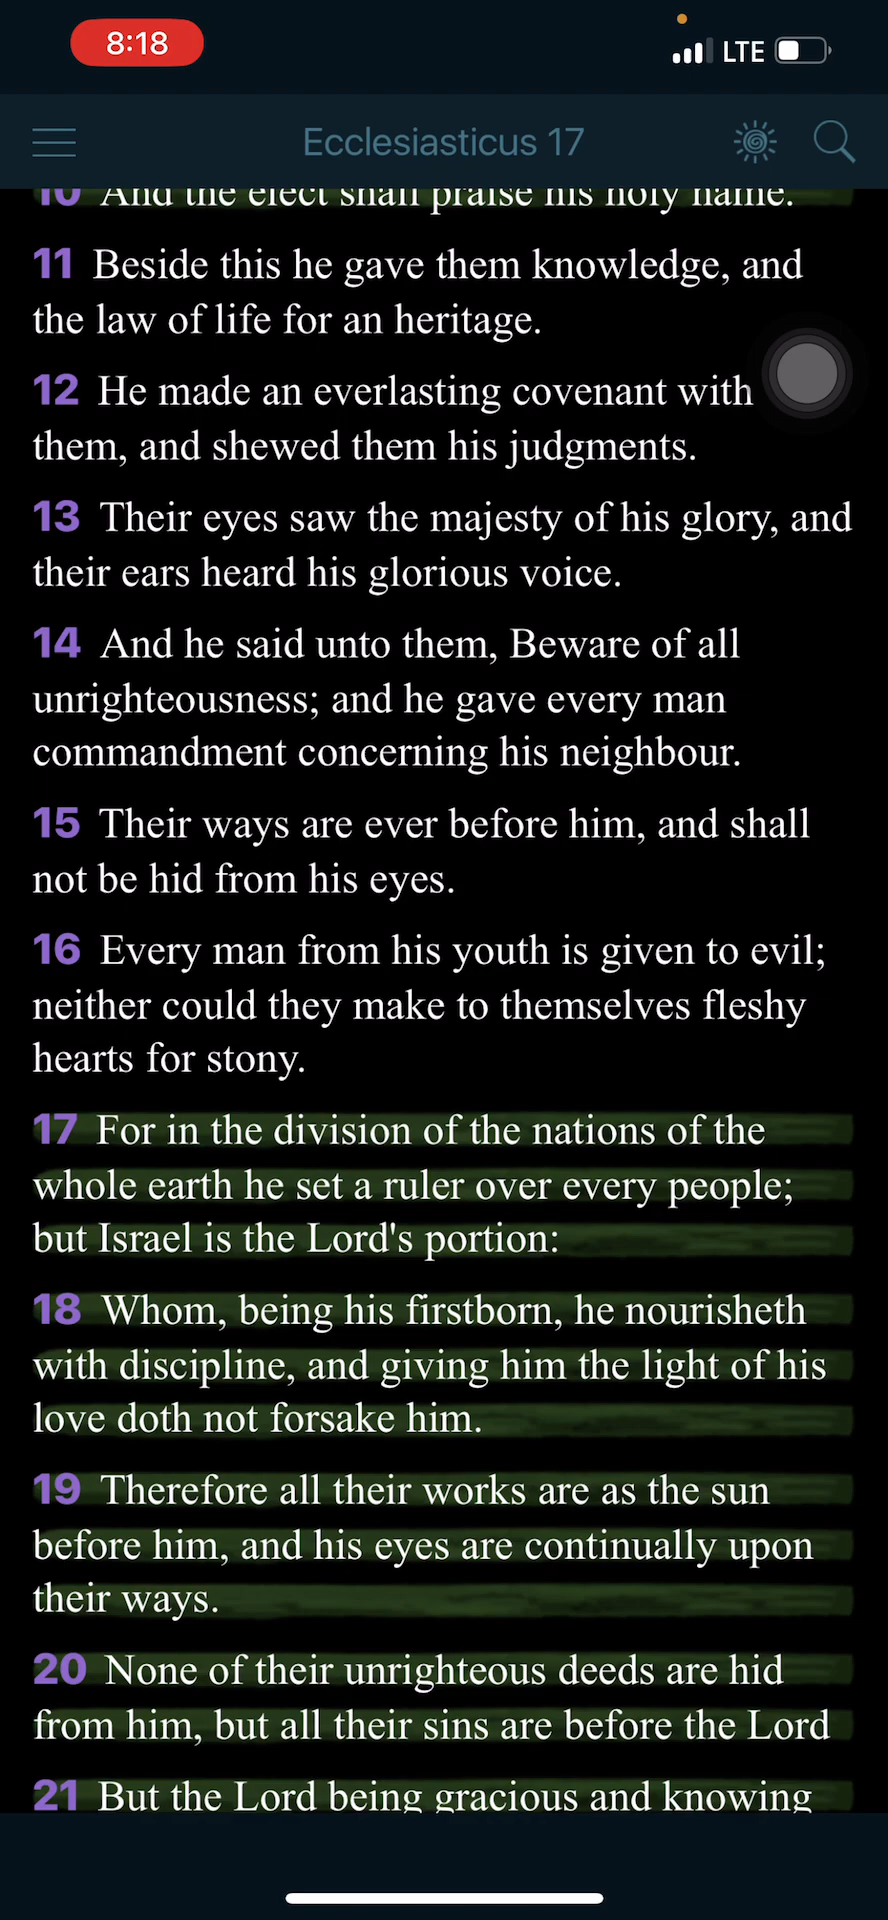 8:18
LTE
Ecclesiasticus 17
10 And the elect shall praise his holy name.
11 Beside this he gave them knowledge, and
the law of life for an heritage.
12 He made an everlasting covenant with
them, and shewed them his judgments.
13 Their eyes saw the majesty of his glory, and
their ears heard his glorious voice.
14 And he said unto them, Beware of all
unrighteousness; and he gave every man
commandment concerning his neighbour.
15 Their ways are ever before him, and shall
not be hid from his eyes.
16 Every man from his youth is given to evil;
neither could they make to themselves fleshy
hearts for stony.
17 For in the division of the nations of the
whole earth he set a ruler over every people;
but Israel is the Lord's portion:
18 Whom, being his firstborn, he nourisheth
with discipline, and giving him the light of his
love doth not forsake him.
19 Therefore all their works are as the sun
before him, and his eyes are continually upon
their ways.
20 None of their unrighteous deeds are hid
from him, but all their sins are before the Lord
21 But the Lord being gracious and knowing